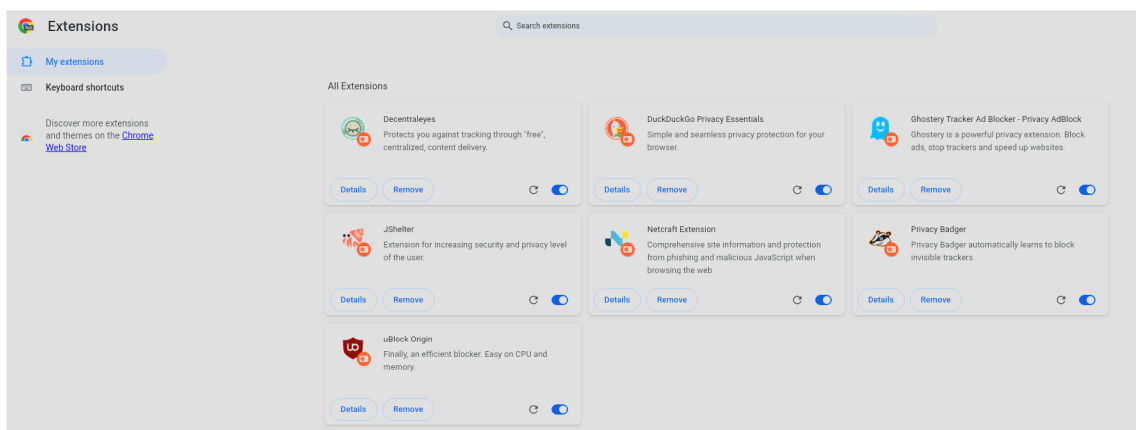 Extensions
Search extensions
My extensions
Keyboard shortcuts
Discover more extensions
and themes on the Chrome
Web Store
All Extensions
Decentraleyes
Protects you against tracking through "free",
centralized, content delivery.
Details Remove
DuckDuckGo Privacy Essentials
Simple and seamless privacy protection for your
browser.
Details Remove
Ghostery Tracker Ad Blocker - Privacy AdBlock
Ghostery is a powerful privacy extension. Block
ads, stop trackers and speed up websites.
Details Remove
JShelter
Extension for increasing security and privacy level
of the user.
Details Remove
Netcraft Extension
Comprehensive site information and protection
from phishing and malicious JavaScript when
browsing the web
Details Remove
Privacy Badger
Privacy Badger automatically learns to block
invisible trackers.
Details Remove
uBlock Origin
Finally, an efficient blocker. Easy on CPU and
memory.
Details Remove